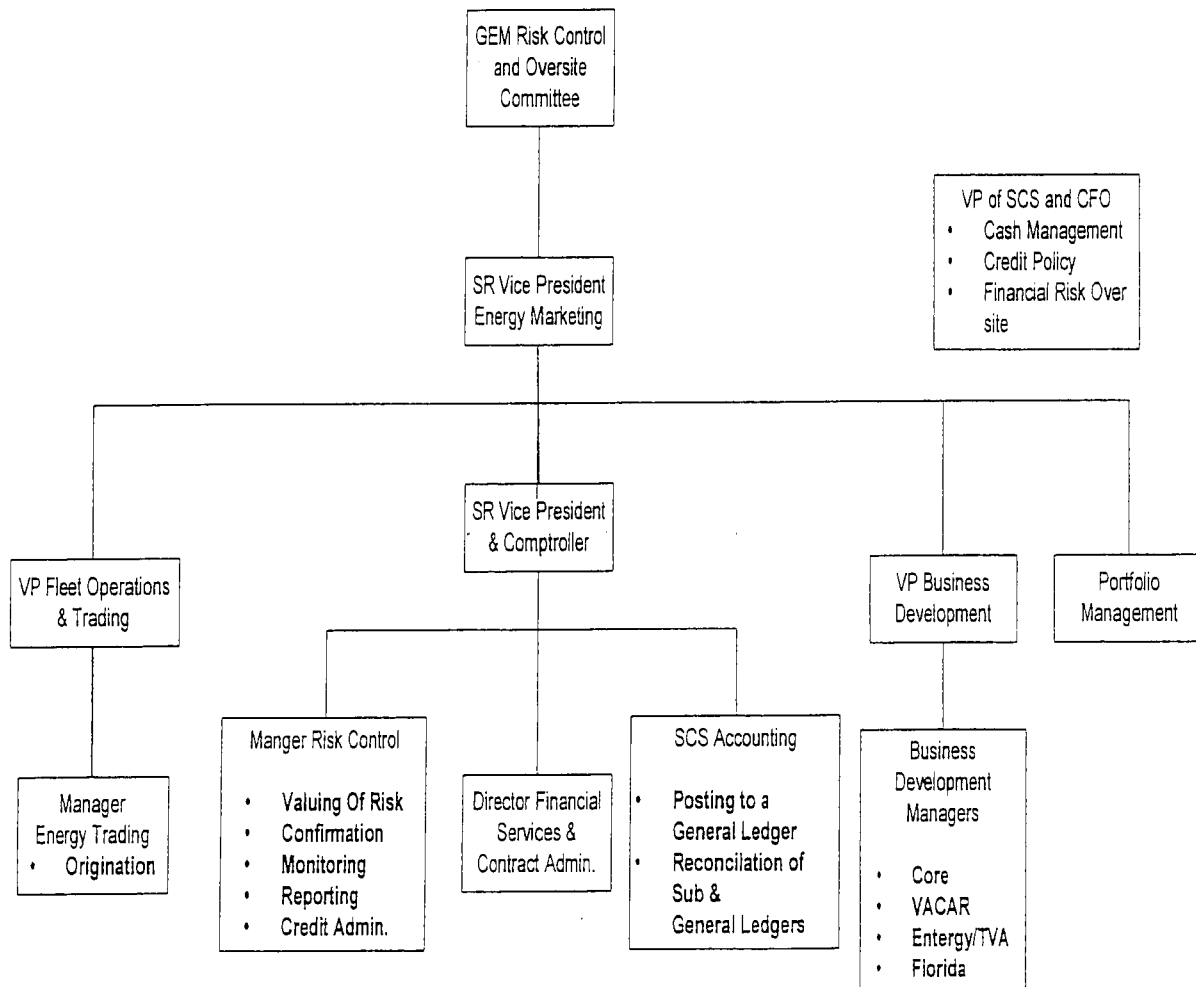 GEM Risk Control
and Oversite
Committee
VP of SCS and CFO
• Cash Management
• Credit Policy
• Financial Risk Over
site
SR Vice President
Energy Marketing
SR Vice President
& Comptroller
VP Fleet Operations
& Trading
VP Business
Development
Portfolio
Management
Manger Risk Control
• Valuing Of Risk
• Confirmation
• Monitoring
• Reporting
• Credit Admin.
SCS Accounting
• Posting to a
General Ledger
• Reconcilation of
Sub &
General Ledgers
Business
Development
Managers
• Core
• VACAR
• Entergy/TVA
• Florida
Manager
Energy Trading
• Origination
Director Financial
Services &
Contract Admin.